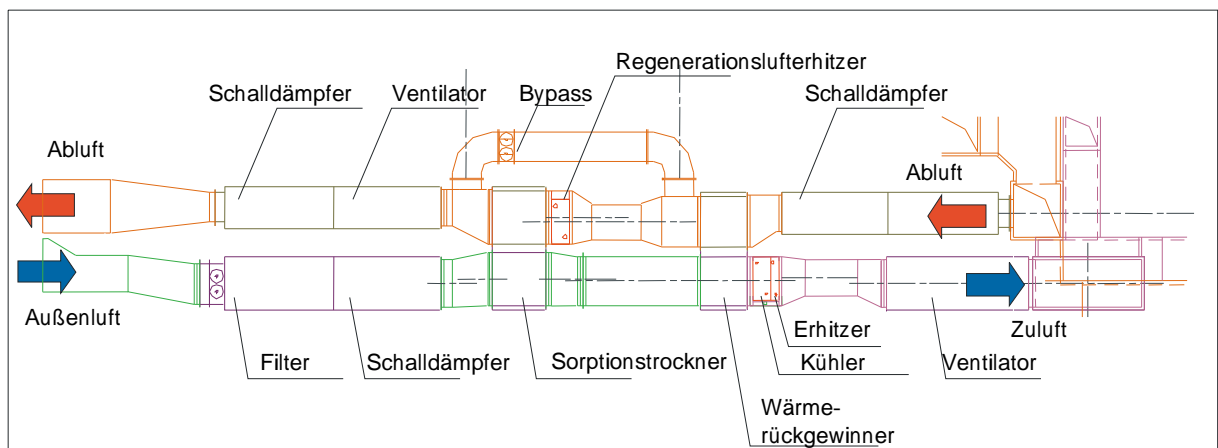 Regenerationslufterhitzer
Schalldämpfer
Ventilator
Bypass
Schalldämpfer
Abluft
Abluft
Außenluft
Zuluft
Erhitzer
Filter
Schalldämpfer
Sorptionstrockner
Kühler
Ventilator
Wärme-
rückgewinner